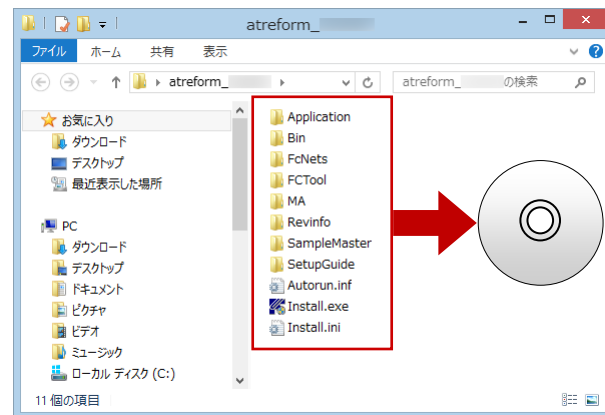 atreform_
ファイル ホーム 共有 表示
atreform_
atreform_ の検索
お気に入り
ダウンロード
デスクトップ
最近表示した場所
PC
ダウンロード
デスクトップ
ドキュメント
ピクチャ
ビデオ
ミュージック
ローカル ディスク (C:)
Application
Bin
FcNets
FCTool
MA
Revinfo
SampleMaster
SetupGuide
Autorun.inf
Install.exe
Install.ini
11 個の項目